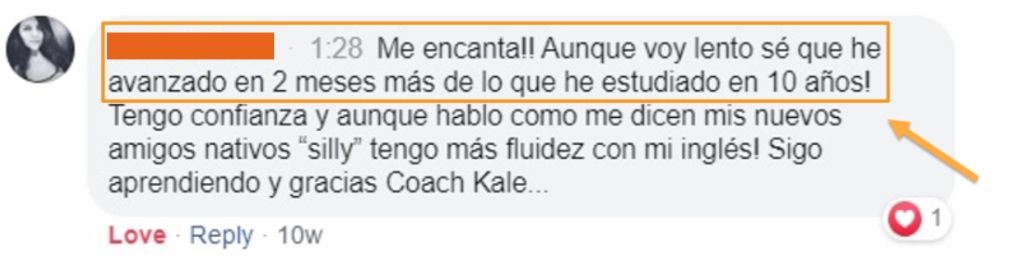 · 1:28 Me encanta!! Aunque voy lento sé que he
avanzado en 2 meses más de lo que he estudiado en 10 años!
Tengo confianza y aunque hablo como me dicen mis nuevos
amigos nativos “silly” tengo más fluidez con mi inglés! Sigo
aprendiendo y gracias Coach Kale...
1
Love · Reply · 10w